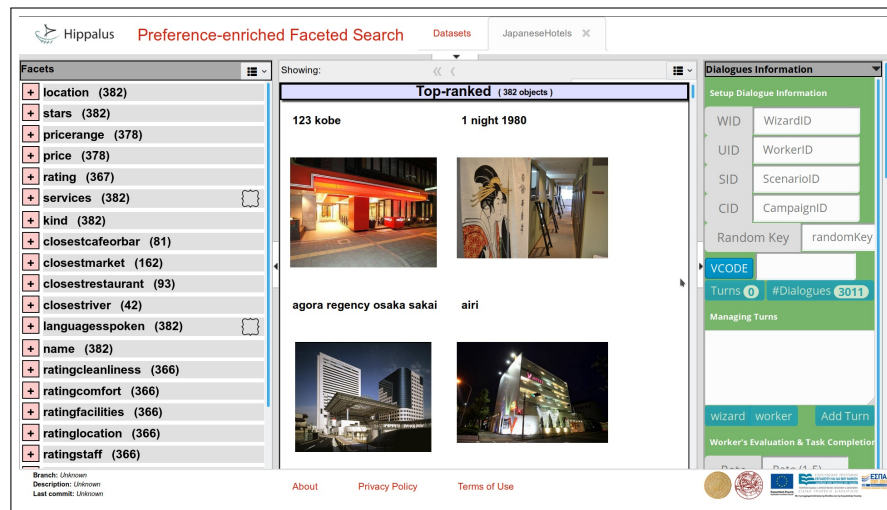 Hippalus
Preference-enriched Faceted Search
Datasets
JapaneseHotels ✕
Facets
+ location (382)
+ stars (382)
+ pricerange (378)
+ price (378)
+ rating (367)
+ services (382)
+ kind (382)
+ closestcafeorbar (81)
+ closestmarket (162)
+ closestrestaurant (93)
+ closestriver (42)
+ languagesspoken (382)
+ name (382)
+ ratingcleanliness (366)
+ ratingcomfort (366)
+ ratingfacilities (366)
+ ratinglocation (366)
+ ratingstaff (366)
Showing:
Top-ranked ( 382 objects )
123 kobe
1 night 1980
agora regency osaka sakai
airi
Dialogues Information
Setup Dialogue Information
WID WizardID
UID WorkerID
SID ScenarioID
CID CampaignID
Random Key randomKey
VCODE
Turns 0 #Dialogues 3011
Managing Turns
wizard worker Add Turn
Worker's Evaluation & Task Completion
Rate Rate (1-5)
Branch: Unknown
Description: Unknown
Last commit: Unknown
About
Privacy Policy
Terms of Use
ΕΣΠΑ